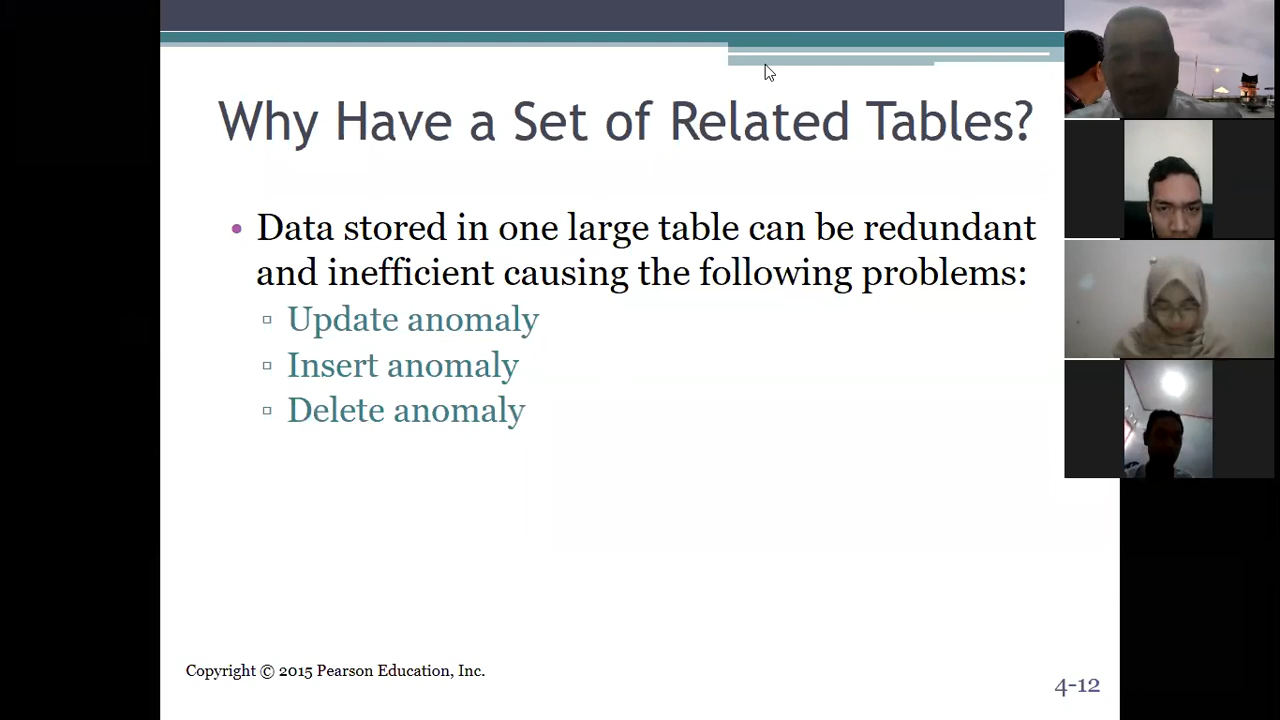 Why Have a Set of Related Tables?
• Data stored in one large table can be redundant
and inefficient causing the following problems:
▫ Update anomaly
▫ Insert anomaly
▫ Delete anomaly
Copyright © 2015 Pearson Education, Inc.
4-12